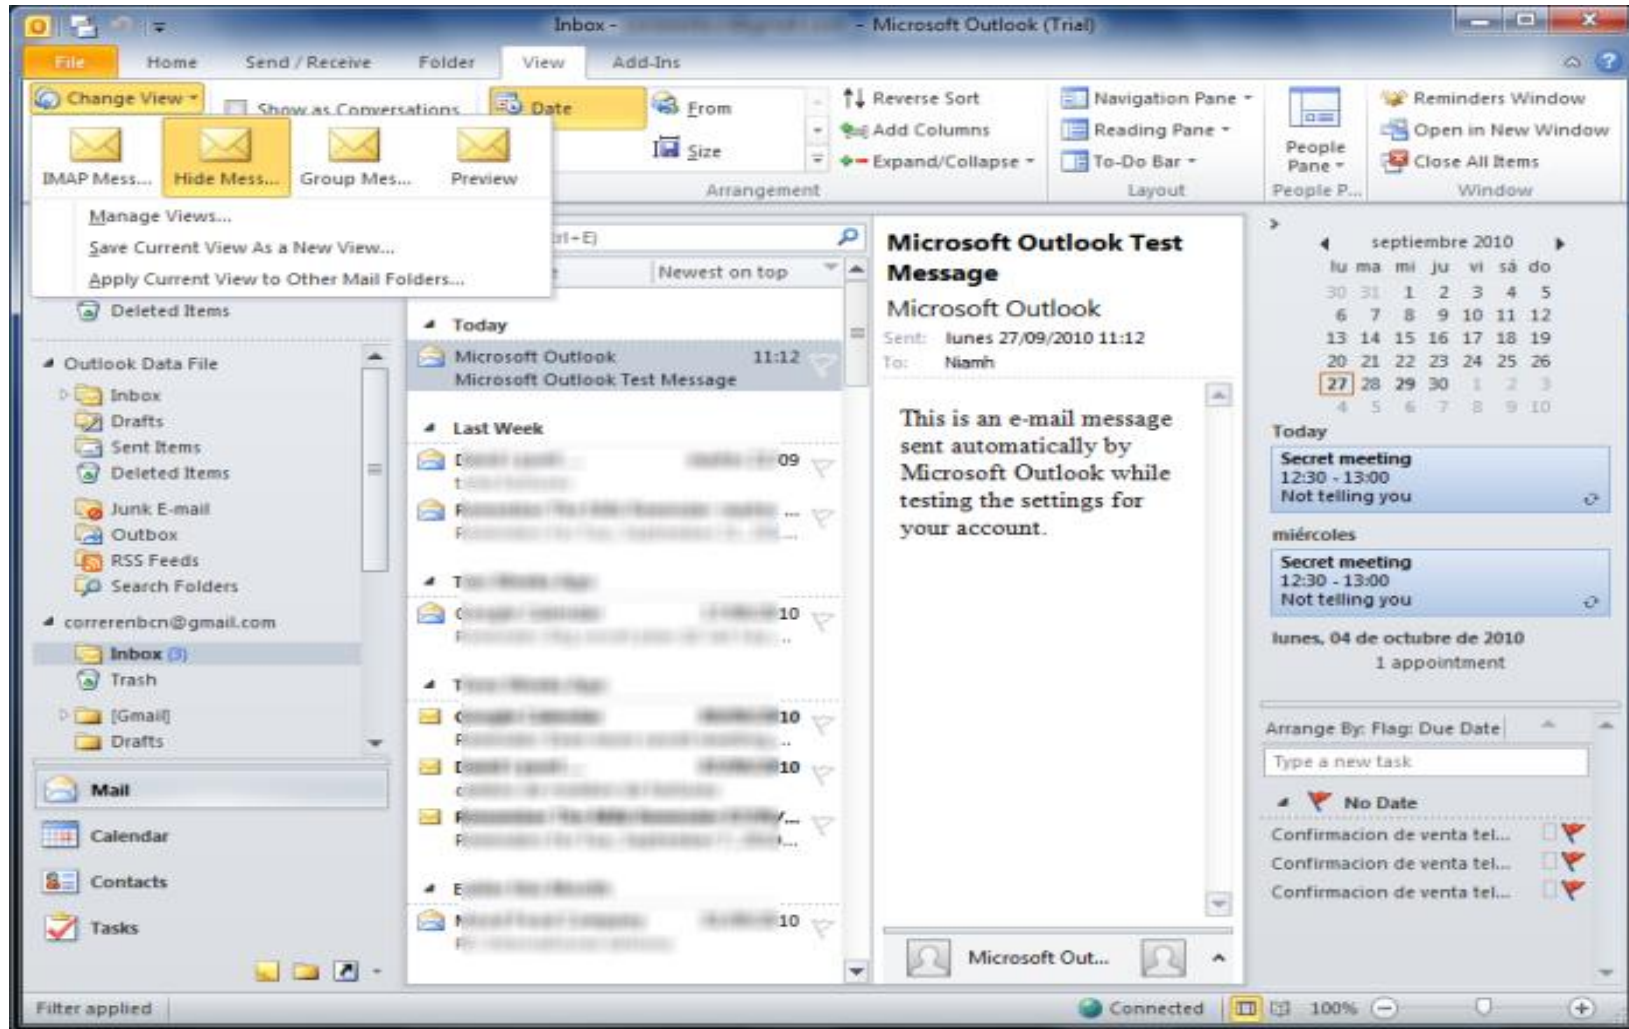 Inbox -
- Microsoft Outlook (Trial)
File Home Send / Receive Folder View Add-Ins
Change View
Show as Conversations
Date
From
Size
Reverse Sort
Add Columns
Expand/Collapse
Arrangement
Navigation Pane
Reading Pane
To-Do Bar
Layout
People
Pane
People P...
Reminders Window
Open in New Window
Close All Items
Window
IMAP Mess... Hide Mess... Group Mes... Preview
Manage Views...
Save Current View As a New View...
Apply Current View to Other Mail Folders...
Deleted Items
Outlook Data File
Inbox
Drafts
Sent Items
Deleted Items
Junk E-mail
Outbox
RSS Feeds
Search Folders
correrenbcn@gmail.com
Inbox (3)
Trash
[Gmail]
Drafts
Mail
Calendar
Contacts
Tasks
trl+E)
Newest on top
Today
Microsoft Outlook 11:12
Microsoft Outlook Test Message
Last Week
09
10
10
10
10
Microsoft Outlook Test
Message
Microsoft Outlook
Sent: lunes 27/09/2010 11:12
To: Niamh
This is an e-mail message
sent automatically by
Microsoft Outlook while
testing the settings for
your account.
Microsoft Out...
septiembre 2010
lu ma mi ju vi sá do
30 31 1 2 3 4 5
6 7 8 9 10 11 12
13 14 15 16 17 18 19
20 21 22 23 24 25 26
27 28 29 30 1 2 3
4 5 6 7 8 9 10
Today
Secret meeting
12:30 - 13:00
Not telling you
miércoles
Secret meeting
12:30 - 13:00
Not telling you
lunes, 04 de octubre de 2010
1 appointment
Arrange By: Flag: Due Date
Type a new task
No Date
Confirmacion de venta tel...
Confirmacion de venta tel...
Confirmacion de venta tel...
Filter applied
Connected
100%